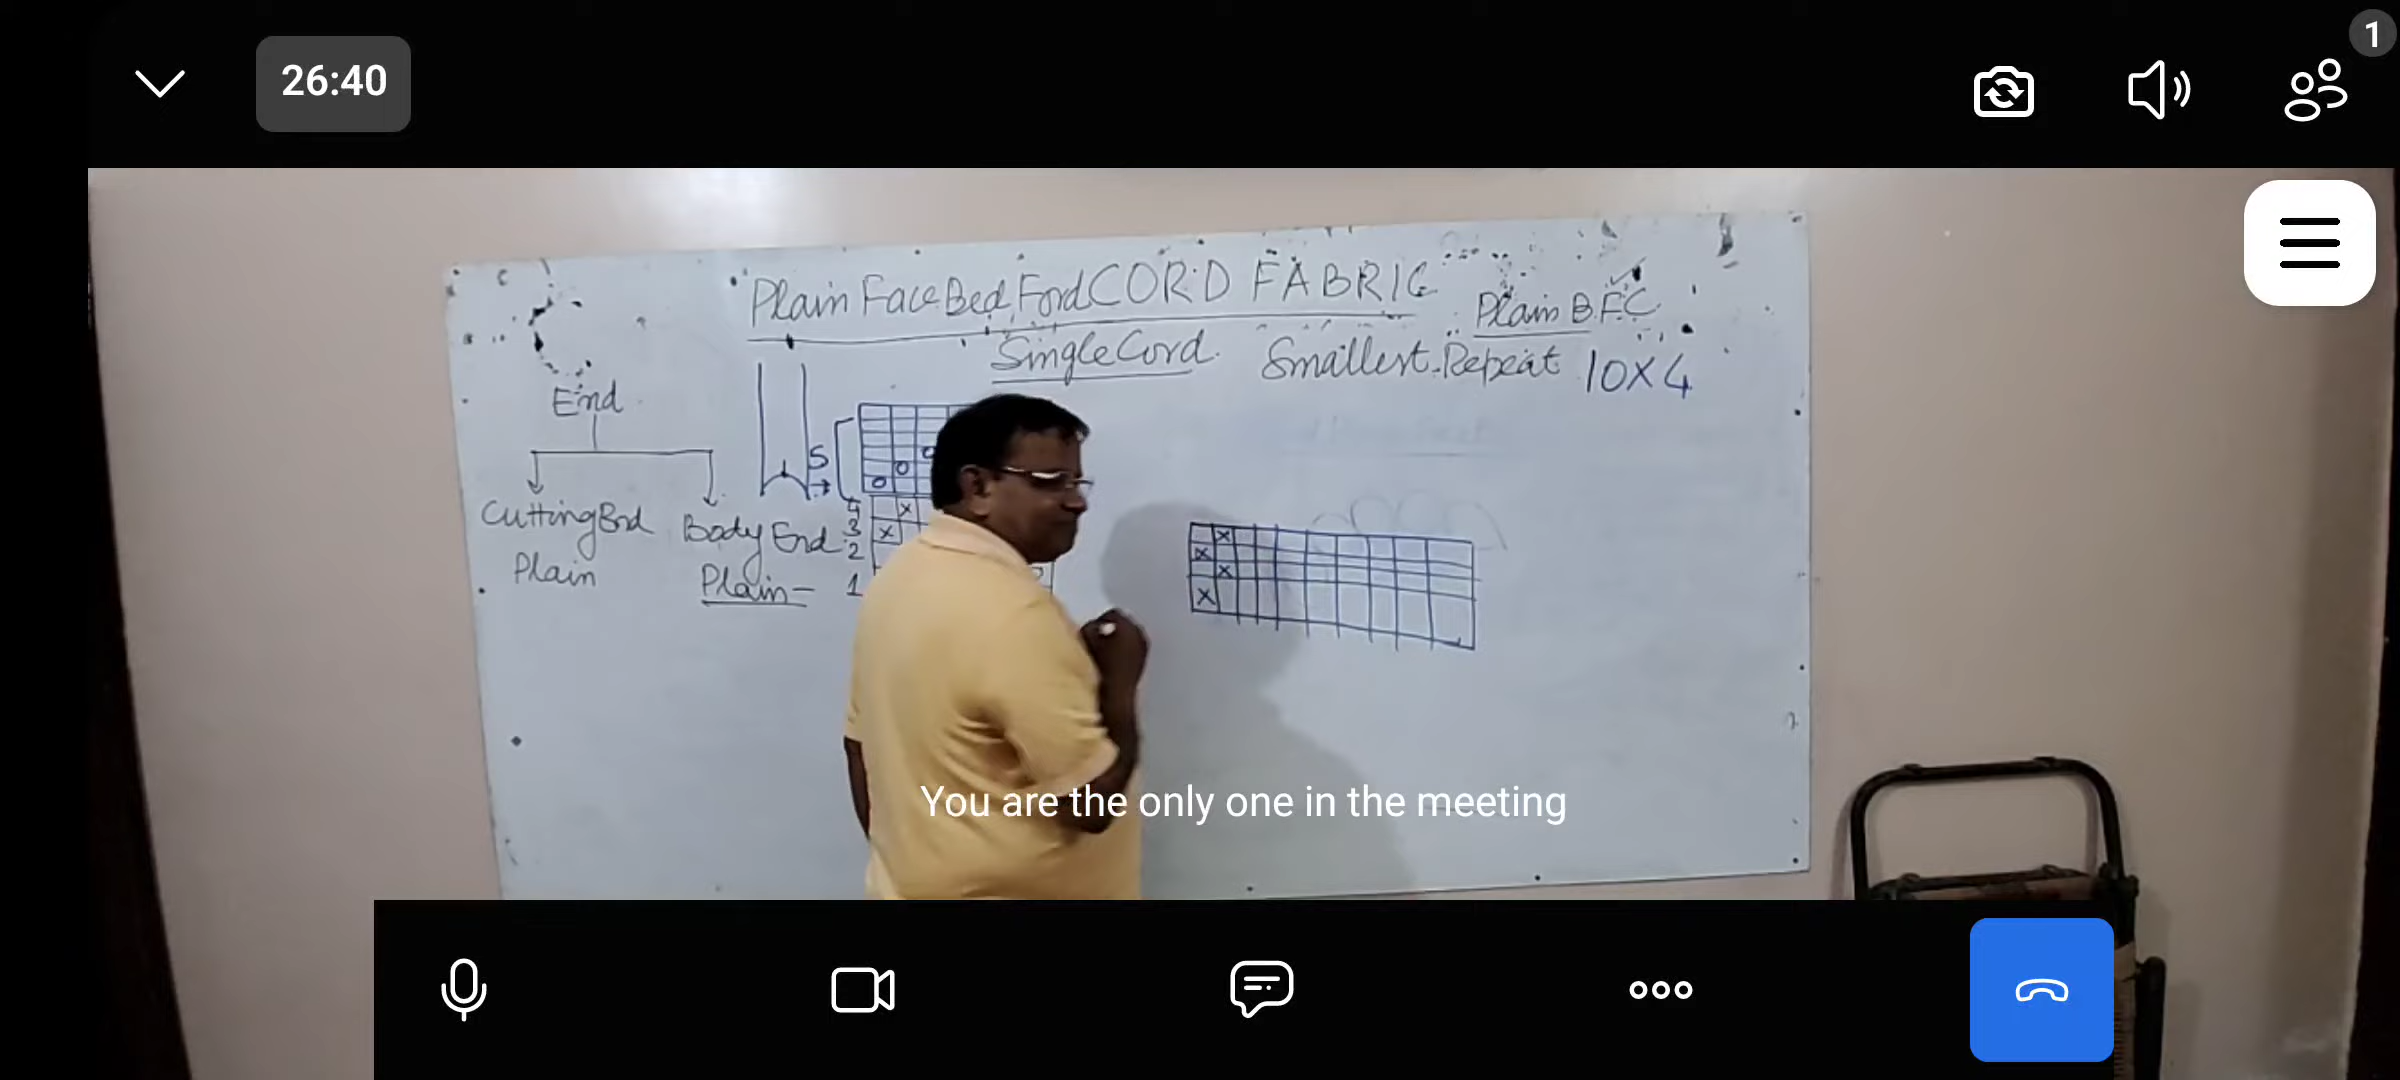 1
26:40
Plain Face Bed Ford CORD FABRIC
Plain B.F.C
Single Cord.
Smallest Repeat 10X4
End
Cutting End
Plain
Body End
Plain-
5
4
3
2
1
o
o
o
X
X
X
X
X
X
You are the only one in the meeting